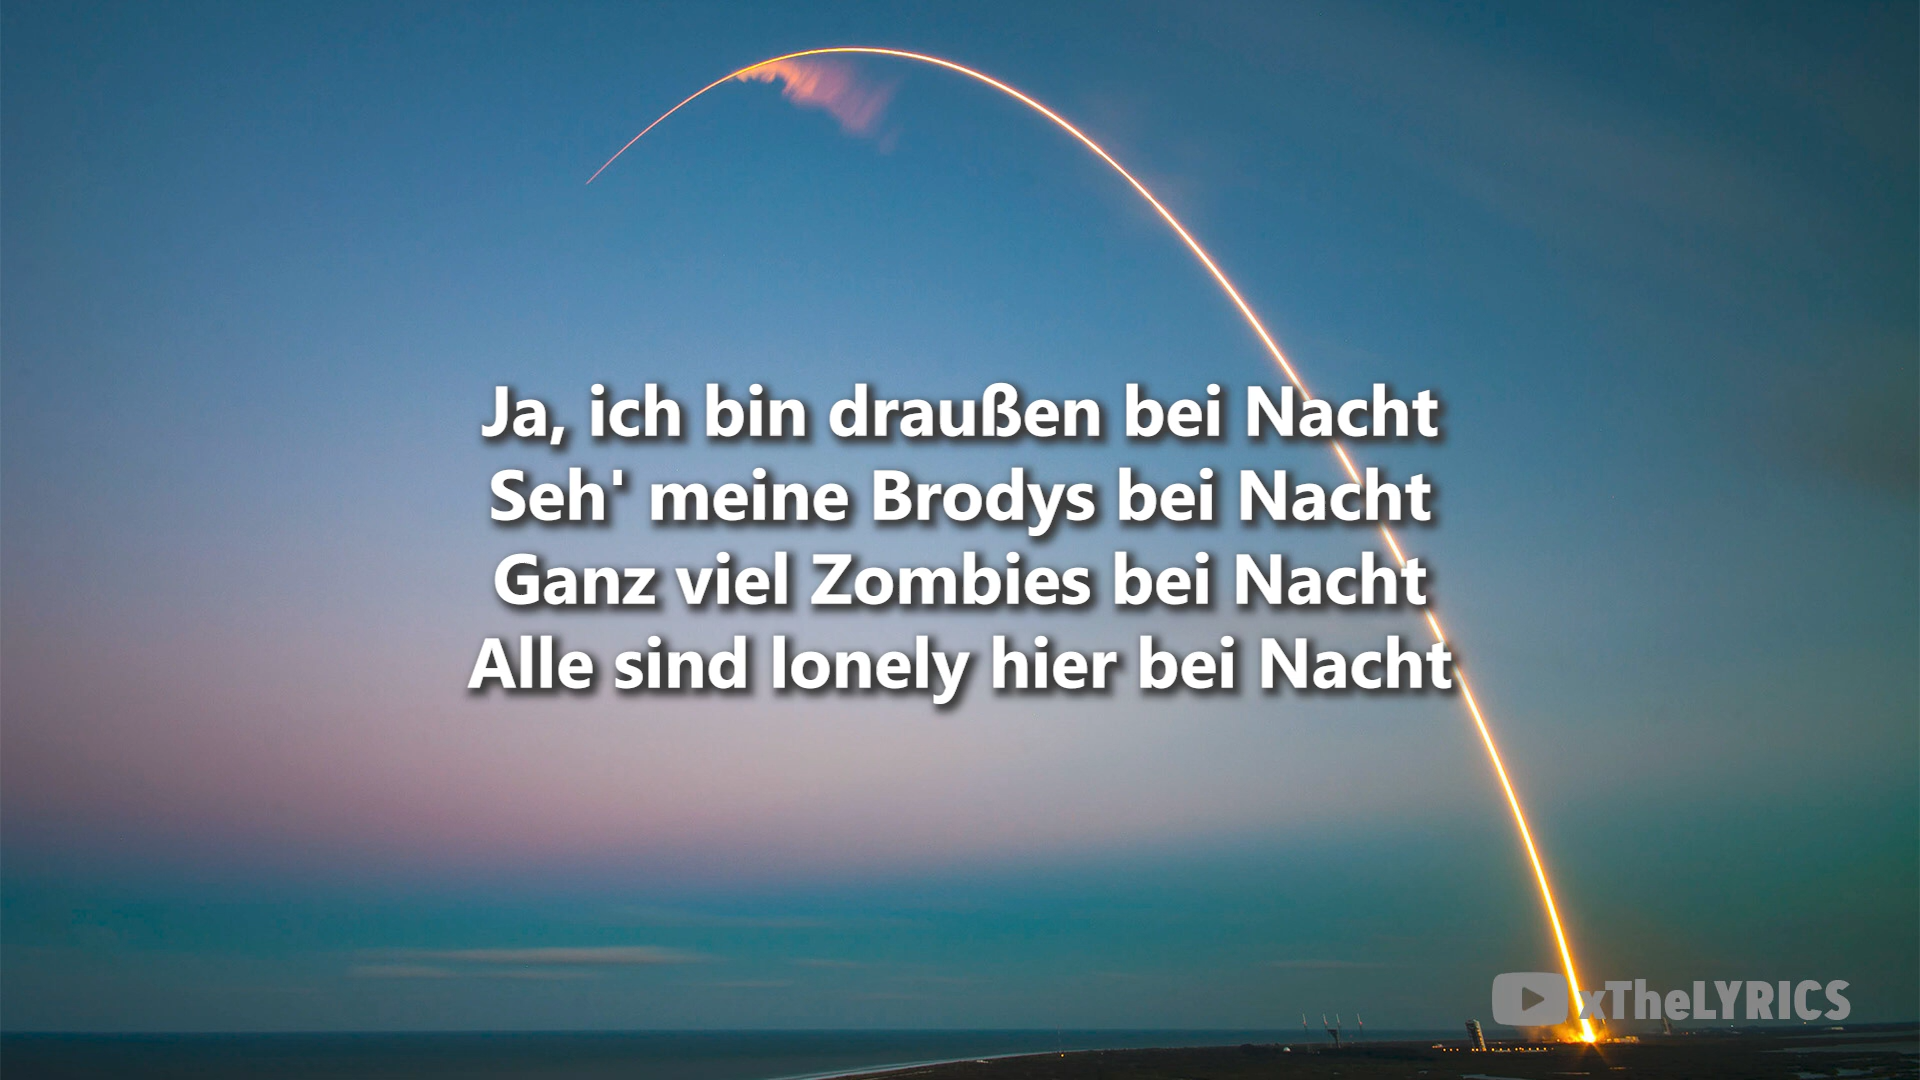 Ja, ich bin draußen bei Nacht
Seh' meine Brodys bei Nacht
Ganz viel Zombies bei Nacht
Alle sind lonely hier bei Nacht
xTheLYRICS